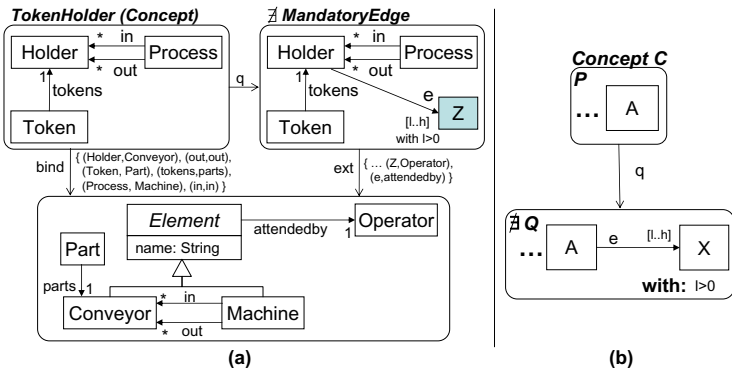 TokenHolder (Concept)
Holder
* in
* out
Process
1
tokens
Token
q
∄ MandatoryEdge
Holder
* in
* out
Process
1
tokens
e
Token
[l..h]
with l>0
Z
bind
{ (Holder,Conveyor), (out,out),
(Token, Part), (tokens,parts),
(Process, Machine), (in,in) }
ext
{ ... (Z,Operator),
(e,attendedby) }
Element
name: String
attendedby
1
Operator
Part
parts
1
Conveyor
* in
* out
Machine
(a)
Concept C
P
... A
q
∄ Q
... A
e
[l..h]
X
with: l>0
(b)